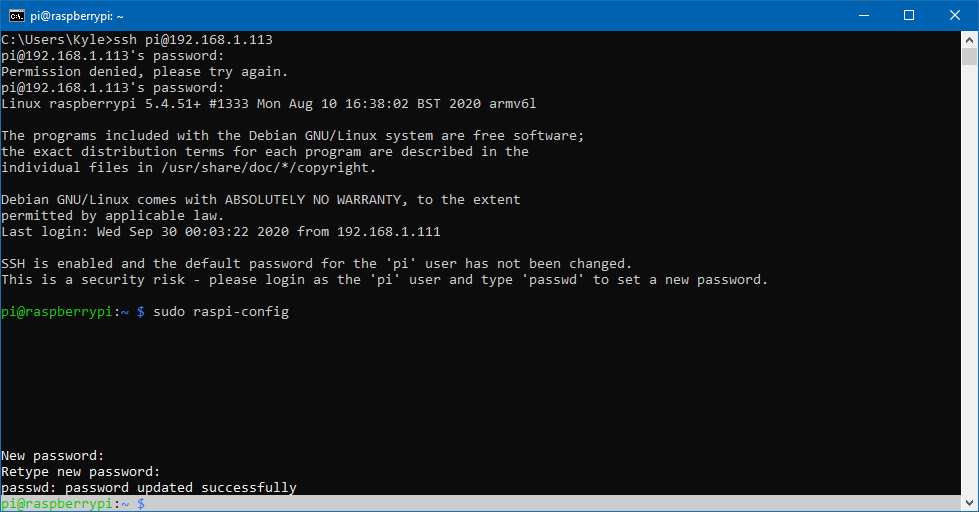 pi@raspberrypi: ~
C:\Users\Kyle>ssh pi@192.168.1.113
pi@192.168.1.113's password:
Permission denied, please try again.
pi@192.168.1.113's password:
Linux raspberrypi 5.4.51+ #1333 Mon Aug 10 16:38:02 BST 2020 armv6l
The programs included with the Debian GNU/Linux system are free software;
the exact distribution terms for each program are described in the
individual files in /usr/share/doc/*/copyright.
Debian GNU/Linux comes with ABSOLUTELY NO WARRANTY, to the extent
permitted by applicable law.
Last login: Wed Sep 30 00:03:22 2020 from 192.168.1.111
SSH is enabled and the default password for the 'pi' user has not been changed.
This is a security risk - please login as the 'pi' user and type 'passwd' to set a new password.
pi@raspberrypi:~ $ sudo raspi-config
New password:
Retype new password:
passwd: password updated successfully
pi@raspberrypi:~ $